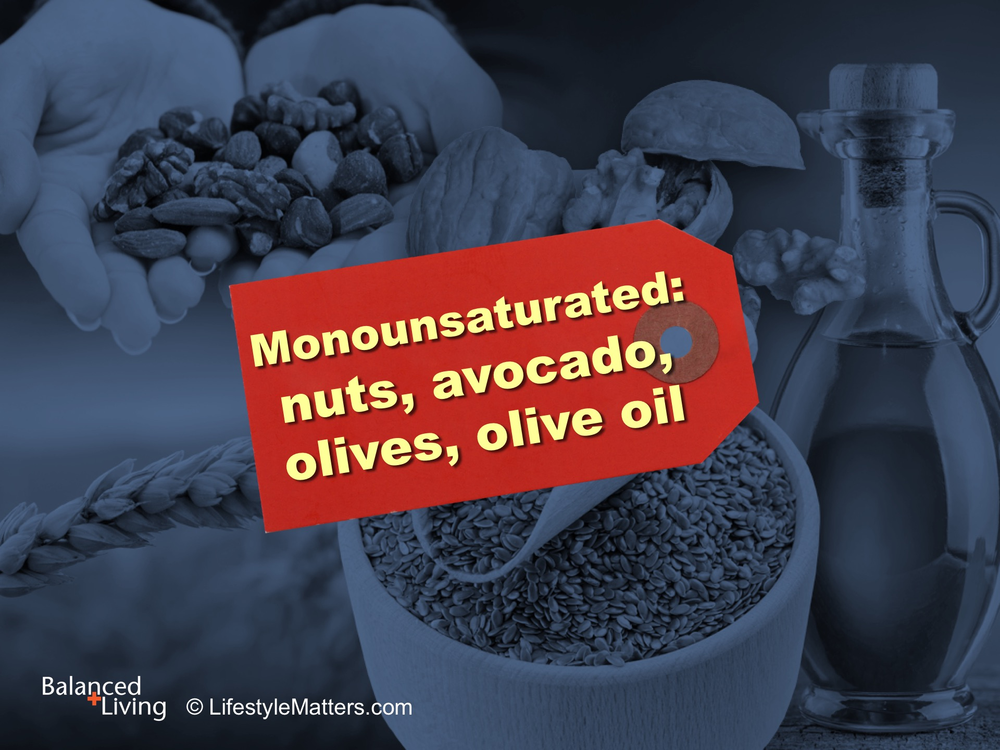 Monounsaturated:
nuts, avocado,
olives, olive oil
Balanced
Living
© LifestyleMatters.com